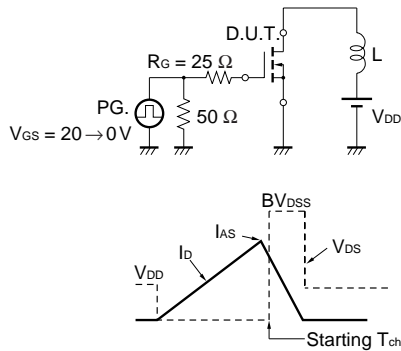 D.U.T.
RG = 25 Ω
L
PG.
50 Ω
VDD
VGS = 20 → 0 V
BVDSS
IAS
ID
VDS
VDD
Starting Tch